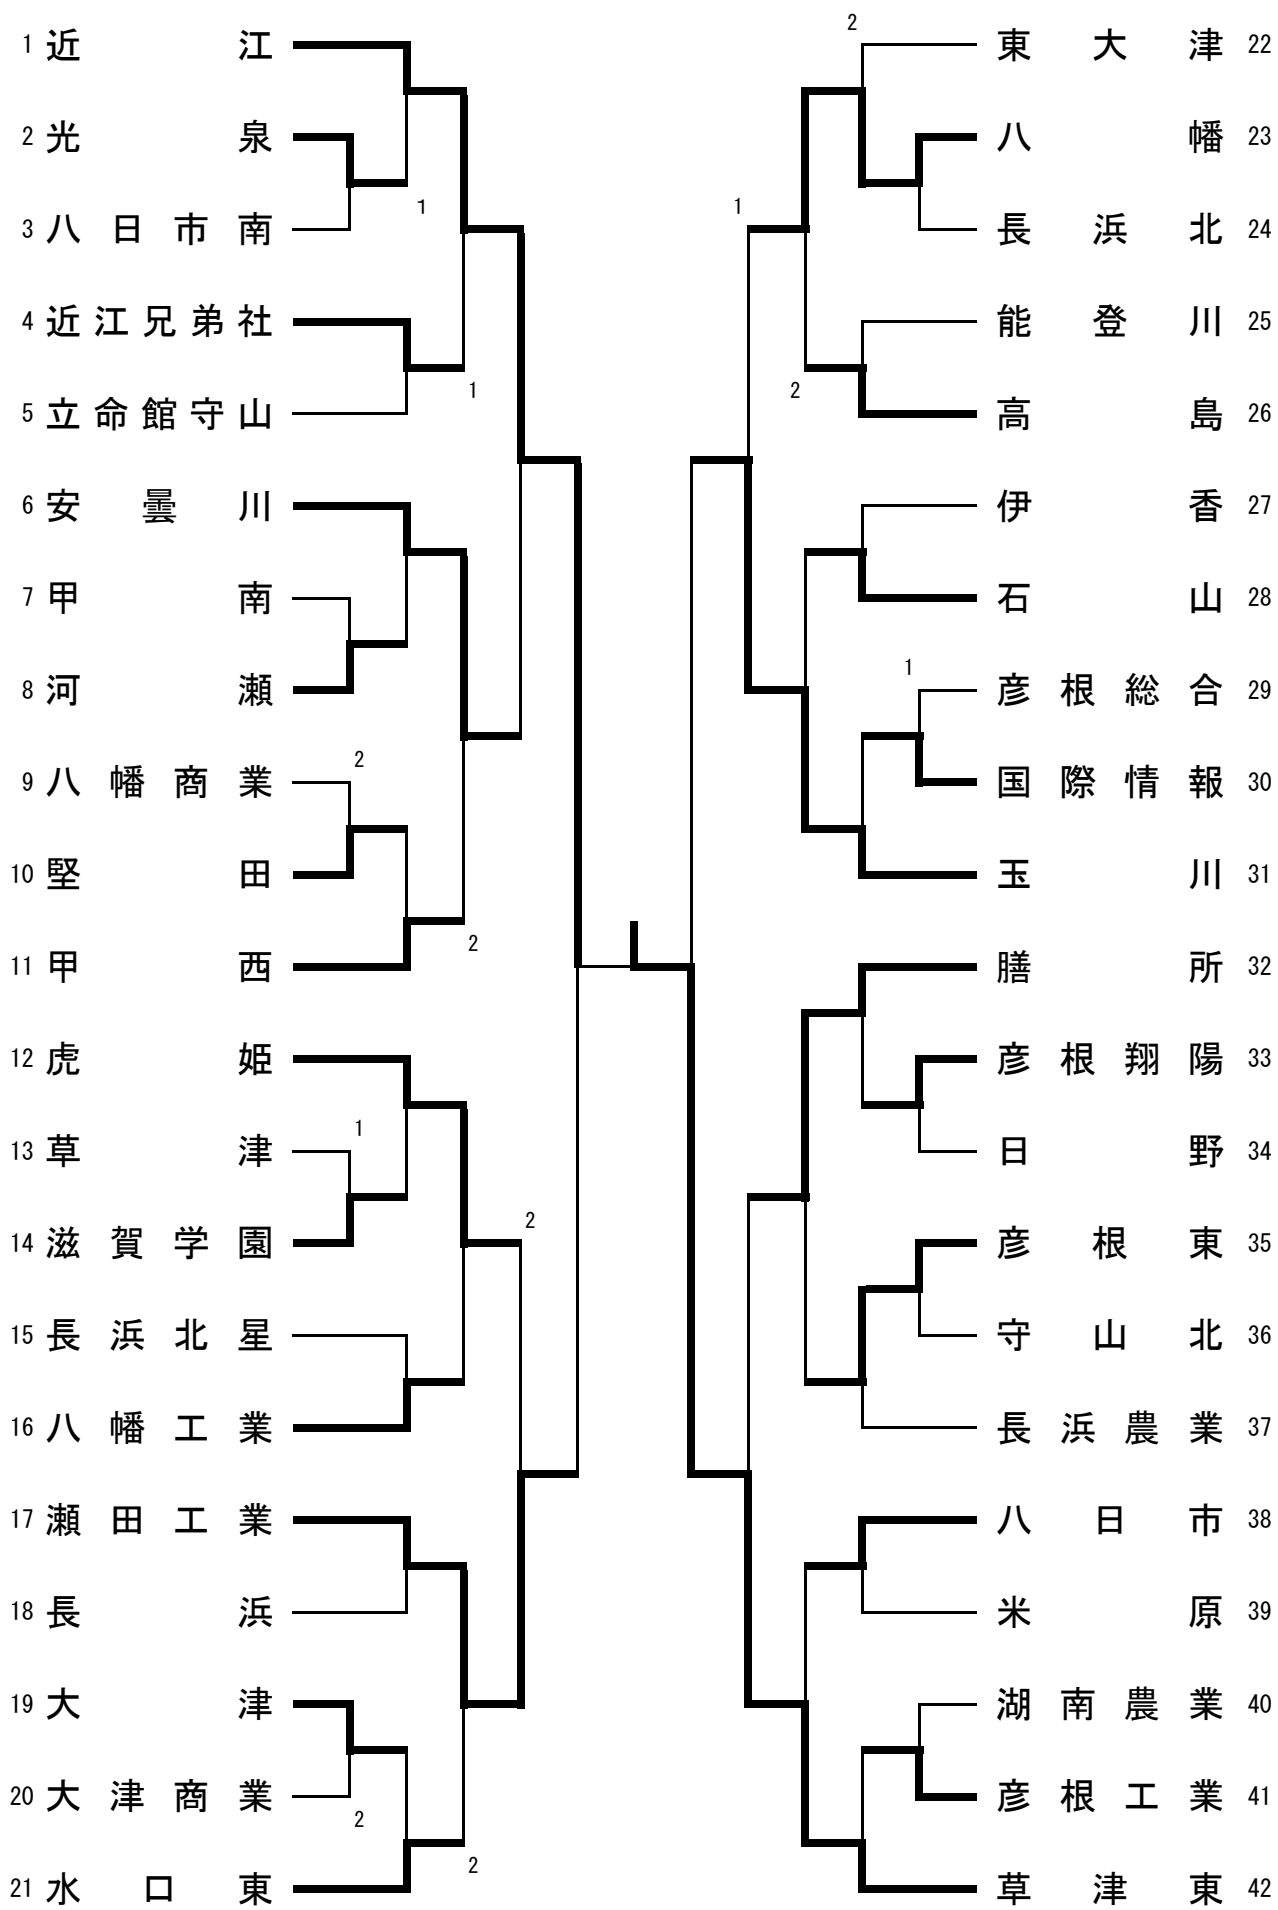 1 近江
2 光泉
3 八日市南
1
4 近江兄弟社
1
5 立命館守山
6 安曇川
7 甲南
8 河瀬
2
9 八幡商業
10 堅田
2
11 甲西
12 虎姫
1
13 草津
14 滋賀学園
2
15 長浜北星
16 八幡工業
17 瀬田工業
18 長浜
19 大津
20 大津商業
2
2
21 水口東
2
東大津 22
八幡 23
1
長浜北 24
能登川 25
2
高島 26
伊香 27
石山 28
1
彦根総合 29
国際情報 30
玉川 31
膳所 32
彦根翔陽 33
日野 34
彦根東 35
守山北 36
長浜農業 37
八日市 38
米原 39
湖南農業 40
彦根工業 41
草津東 42